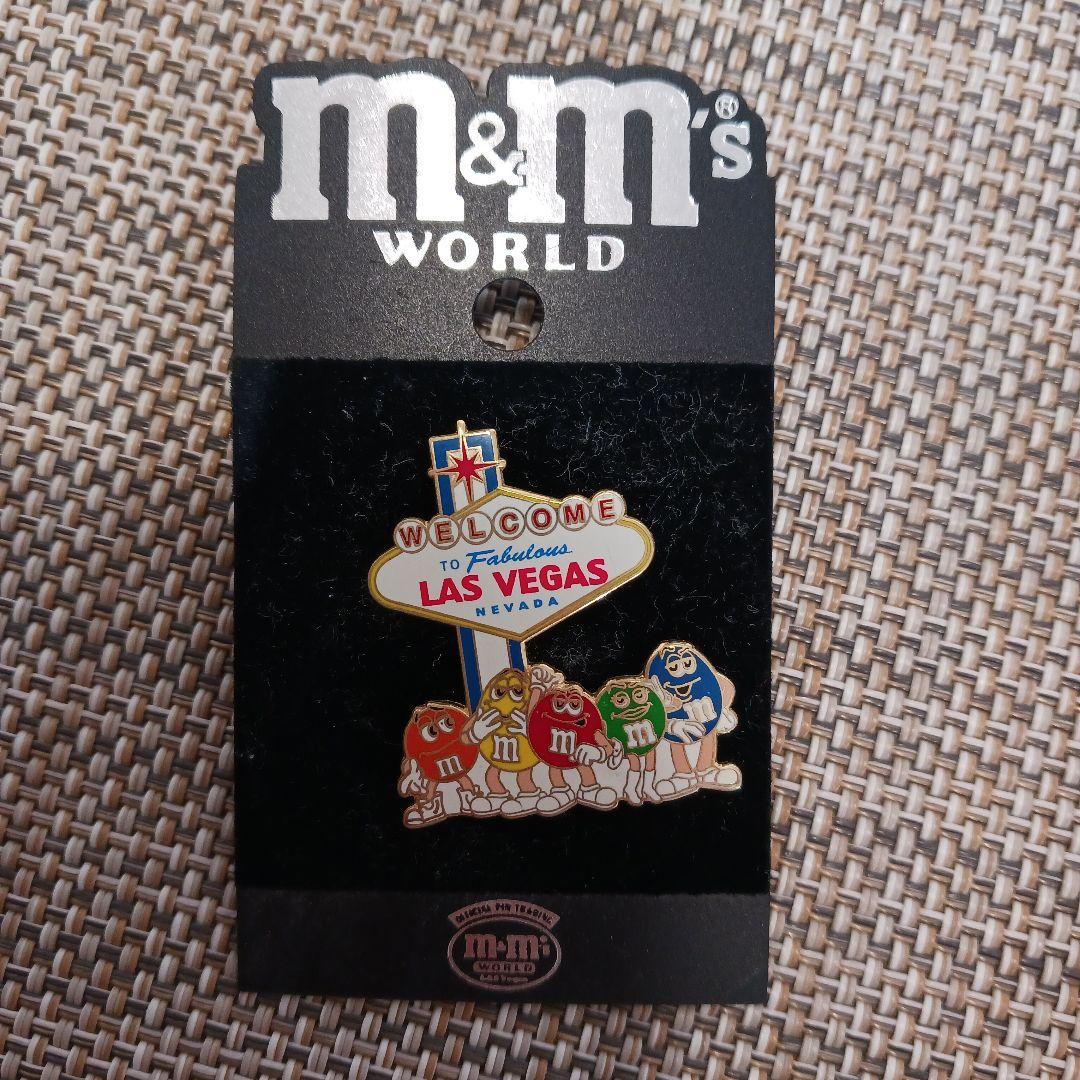 m&m's®
WORLD
WELCOME
TO Fabulous
LAS VEGAS
NEVADA
m
m
m
m
m
OFFICIAL PIN TRADING
m&m's
WORLD
Las Vegas